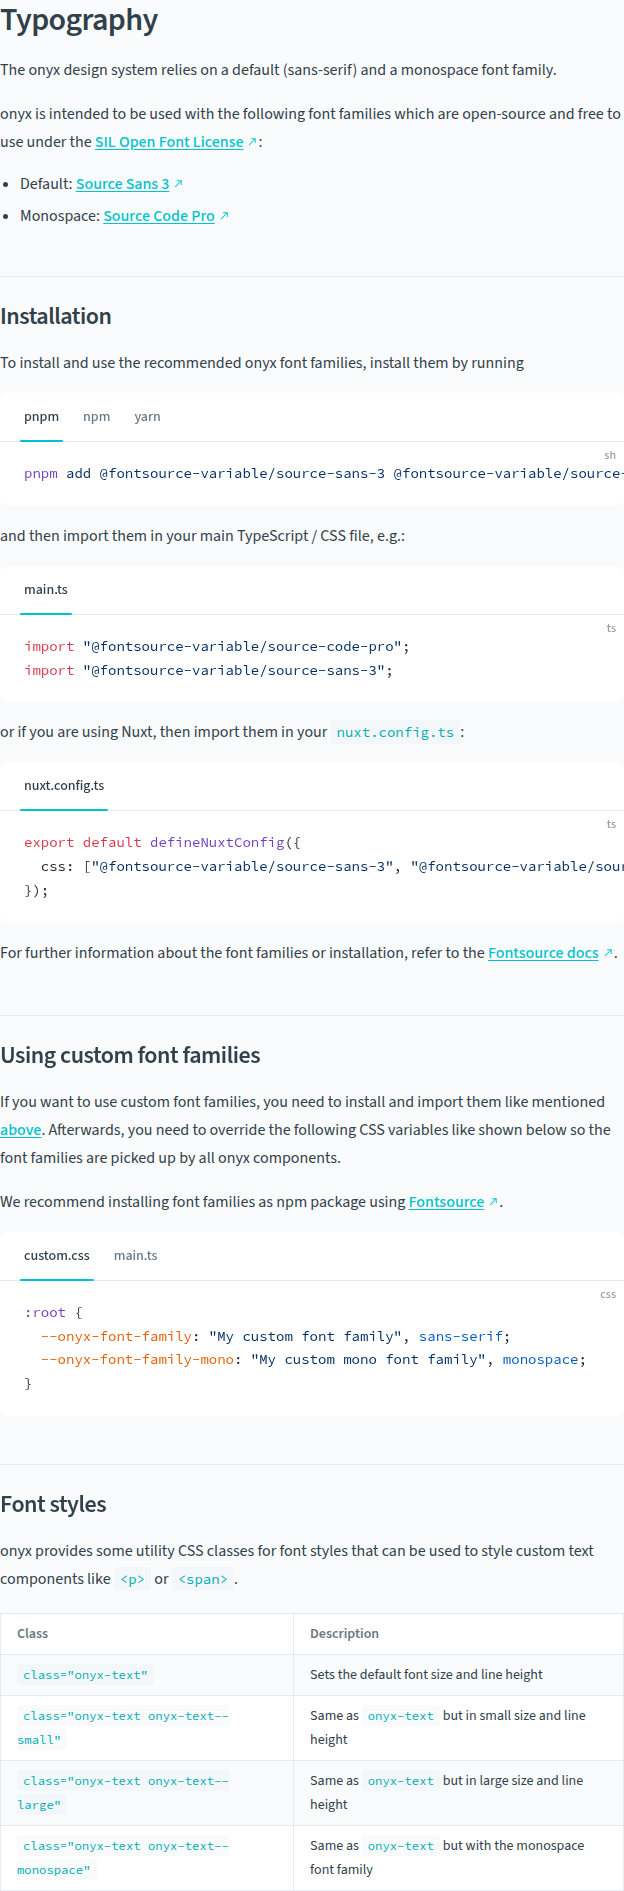 Typography
The onyx design system relies on a default (sans-serif) and a monospace font family.
onyx is intended to be used with the following font families which are open-source and free to
use under the SIL Open Font License ↗:
• Default: Source Sans 3 ↗
• Monospace: Source Code Pro ↗
Installation
To install and use the recommended onyx font families, install them by running
pnpm npm yarn
sh
pnpm add @fontsource-variable/source-sans-3 @fontsource-variable/source-
and then import them in your main TypeScript / CSS file, e.g.:
main.ts
ts
import "@fontsource-variable/source-code-pro";
import "@fontsource-variable/source-sans-3";
or if you are using Nuxt, then import them in your nuxt.config.ts :
nuxt.config.ts
ts
export default defineNuxtConfig({
  css: ["@fontsource-variable/source-sans-3", "@fontsource-variable/sour
});
For further information about the font families or installation, refer to the Fontsource docs ↗.
Using custom font families
If you want to use custom font families, you need to install and import them like mentioned
above. Afterwards, you need to override the following CSS variables like shown below so the
font families are picked up by all onyx components.
We recommend installing font families as npm package using Fontsource ↗.
custom.css main.ts
css
:root {
  --onyx-font-family: "My custom font family", sans-serif;
  --onyx-font-family-mono: "My custom mono font family", monospace;
}
Font styles
onyx provides some utility CSS classes for font styles that can be used to style custom text
components like <p> or <span> .
Class Description
class="onyx-text" Sets the default font size and line height
class="onyx-text onyx-text--
small"
Same as onyx-text but in small size and line
height
class="onyx-text onyx-text--
large"
Same as onyx-text but in large size and line
height
class="onyx-text onyx-text--
monospace"
Same as onyx-text but with the monospace
font family